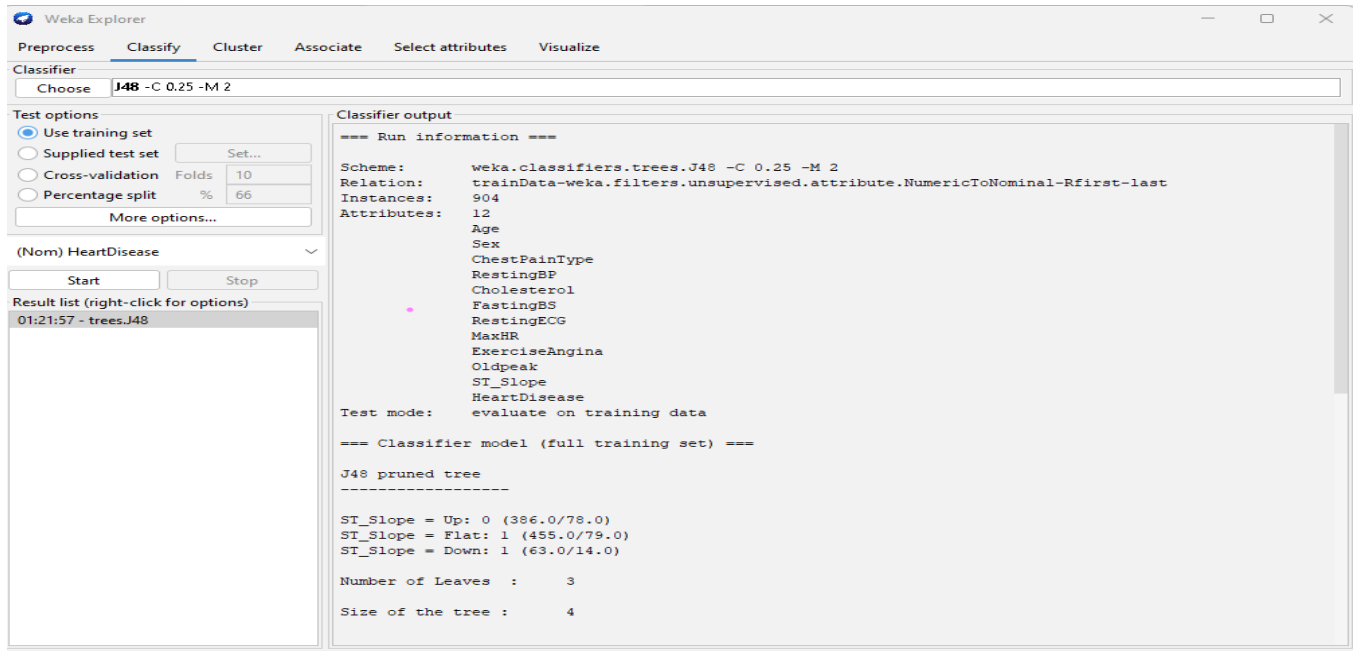 Weka Explorer
Preprocess Classify Cluster Associate Select attributes Visualize
Classifier
Choose J48 -C 0.25 -M 2
Test options
Use training set
Supplied test set Set...
Cross-validation Folds 10
Percentage split % 66
More options...
(Nom) HeartDisease
Start Stop
Result list (right-click for options)
01:21:57 - trees.J48
Classifier output
=== Run information ===
Scheme: weka.classifiers.trees.J48 -C 0.25 -M 2
Relation: trainData-weka.filters.unsupervised.attribute.NumericToNominal-Rfirst-last
Instances: 904
Attributes: 12
Age
Sex
ChestPainType
RestingBP
Cholesterol
FastingBS
RestingECG
MaxHR
ExerciseAngina
Oldpeak
ST_Slope
HeartDisease
Test mode: evaluate on training data
=== Classifier model (full training set) ===
J48 pruned tree
------------------
ST_Slope = Up: 0 (386.0/78.0)
ST_Slope = Flat: 1 (455.0/79.0)
ST_Slope = Down: 1 (63.0/14.0)
Number of Leaves : 3
Size of the tree : 4